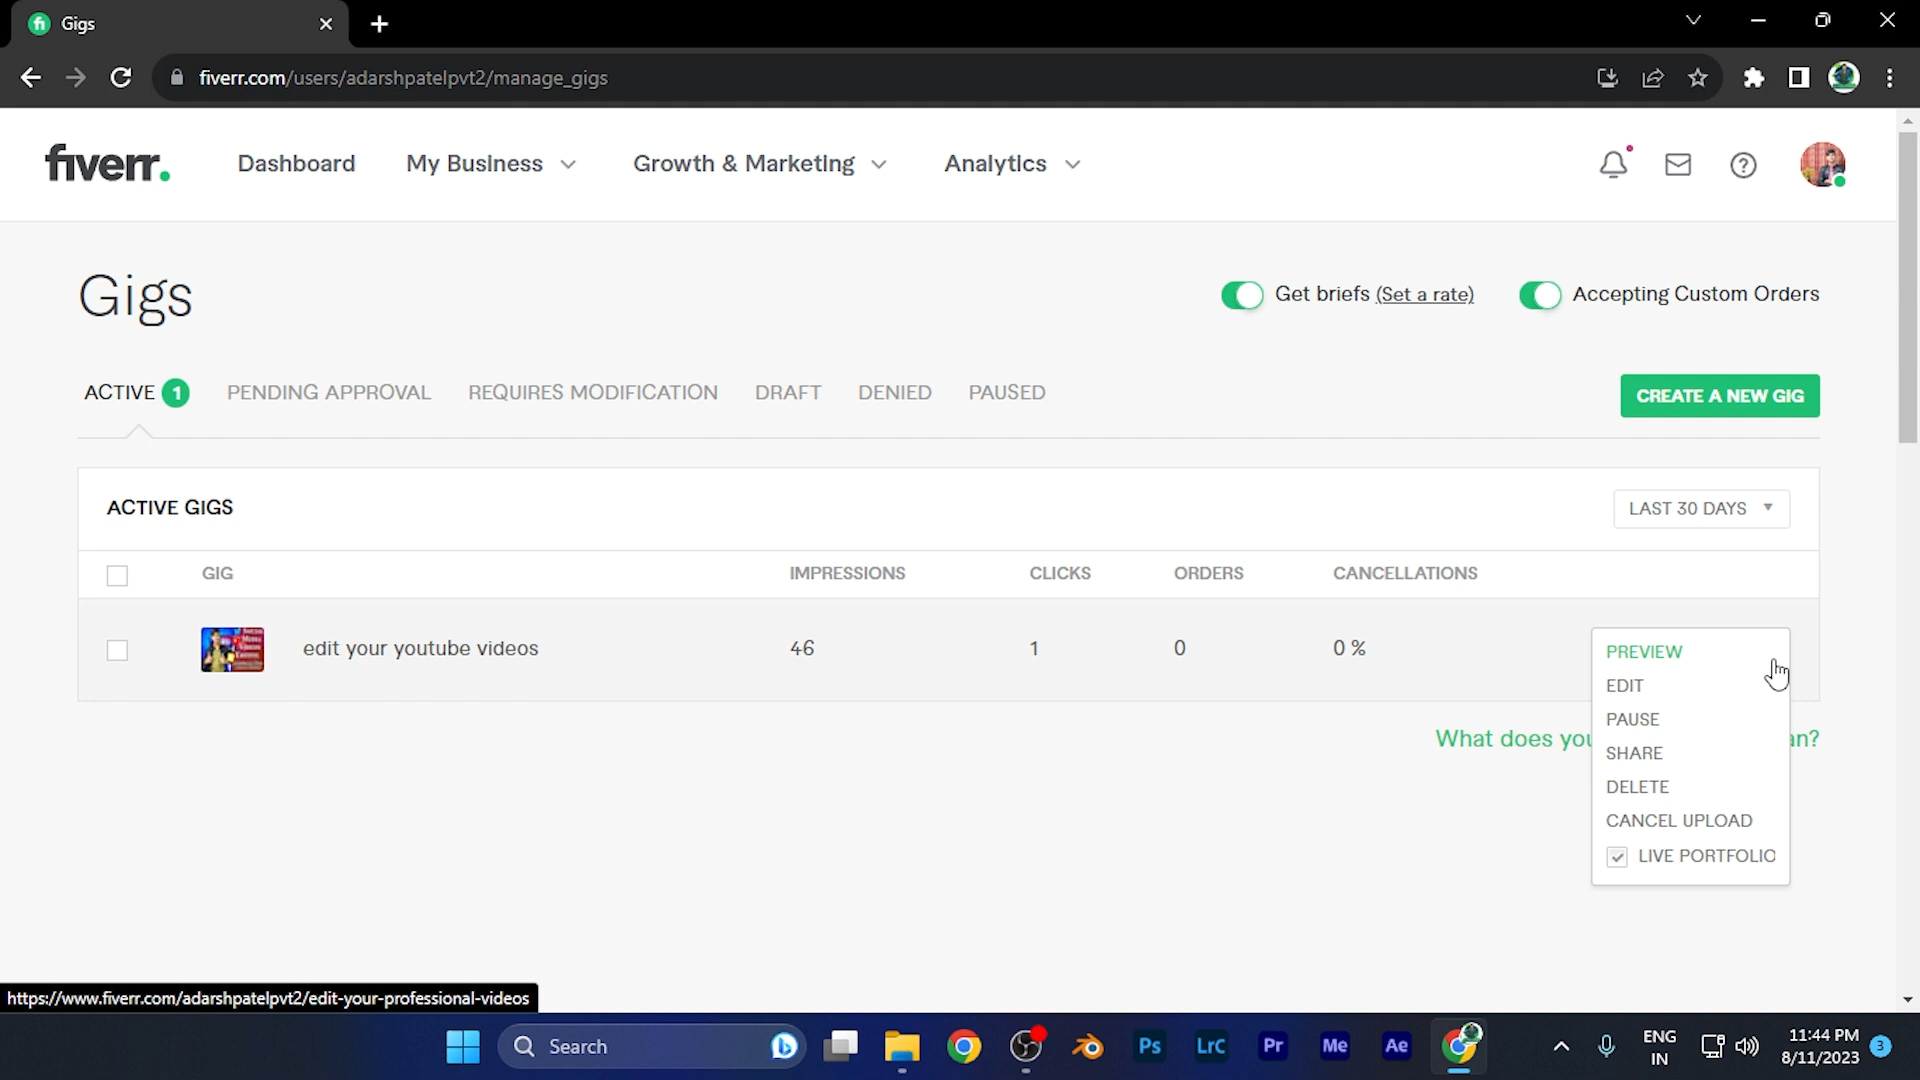 Gigs
fiverr.com/users/adarshpatelpvt2/manage_gigs
fiverr.
Dashboard
My Business
Growth & Marketing
Analytics
Gigs
Get briefs (Set a rate)
Accepting Custom Orders
ACTIVE 1
PENDING APPROVAL
REQUIRES MODIFICATION
DRAFT
DENIED
PAUSED
CREATE A NEW GIG
ACTIVE GIGS
LAST 30 DAYS
GIG
IMPRESSIONS
CLICKS
ORDERS
CANCELLATIONS
edit your youtube videos
46
1
0
0 %
PREVIEW
EDIT
PAUSE
SHARE
DELETE
CANCEL UPLOAD
LIVE PORTFOLIO
What does you
an?
https://www.fiverr.com/adarshpatelpvt2/edit-your-professional-videos
Search
Ps
LrC
Pr
Me
Ae
ENG
IN
11:44 PM
8/11/2023
3